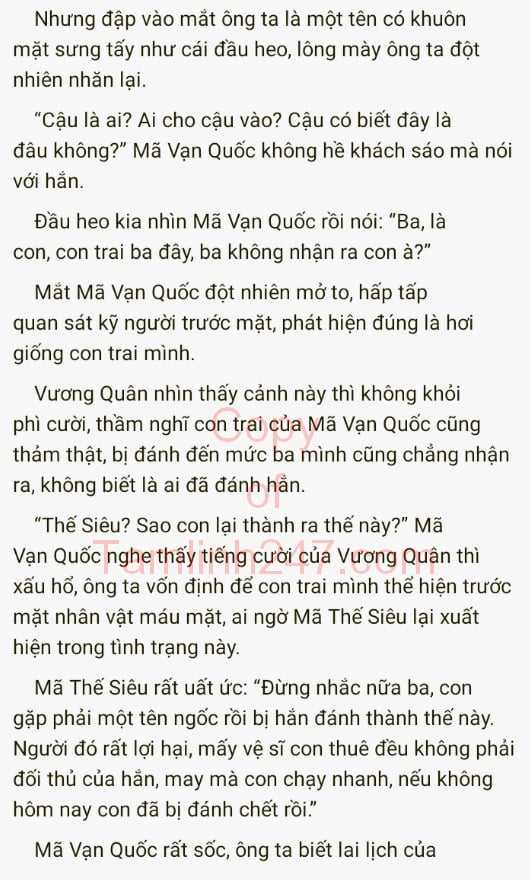 Nhưng đập vào mắt ông ta là một tên có khuôn
mặt sưng tấy như cái đầu heo, lông mày ông ta đột
nhiên nhăn lại.
“Cậu là ai? Ai cho cậu vào? Cậu có biết đây là
đâu không?” Mã Vạn Quốc không hề khách sáo mà nói
với hắn.
Đầu heo kia nhìn Mã Vạn Quốc rồi nói: “Ba, là
con, con trai ba đây, ba không nhận ra con à?”
Mắt Mã Vạn Quốc đột nhiên mở to, hấp tấp
quan sát kỹ người trước mặt, phát hiện đúng là hơi
giống con trai mình.
Vương Quân nhìn thấy cảnh này thì không khỏi
phì cười, thầm nghĩ con trai của Mã Vạn Quốc cũng
thảm thật, bị đánh đến mức ba mình cũng chẳng nhận
ra, không biết là ai đã đánh hắn.
“Thế Siêu? Sao con lại thành ra thế này?” Mã
Vạn Quốc nghe thấy tiếng cười của Vương Quân thì
xấu hổ, ông ta vốn định để con trai mình thể hiện trước
mặt nhân vật máu mặt, ai ngờ Mã Thế Siêu lại xuất
hiện trong tình trạng này.
Mã Thế Siêu rất uất ức: “Đừng nhắc nữa ba, con
gặp phải một tên ngốc rồi bị hắn đánh thành thế này.
Người đó rất lợi hại, mấy vệ sĩ con thuê đều không phải
đối thủ của hắn, may mà con chạy nhanh, nếu không
hôm nay con đã bị đánh chết rồi.”
Mã Vạn Quốc rất sốc, ông ta biết lai lịch của
Copy
of
Tamlinh247.com